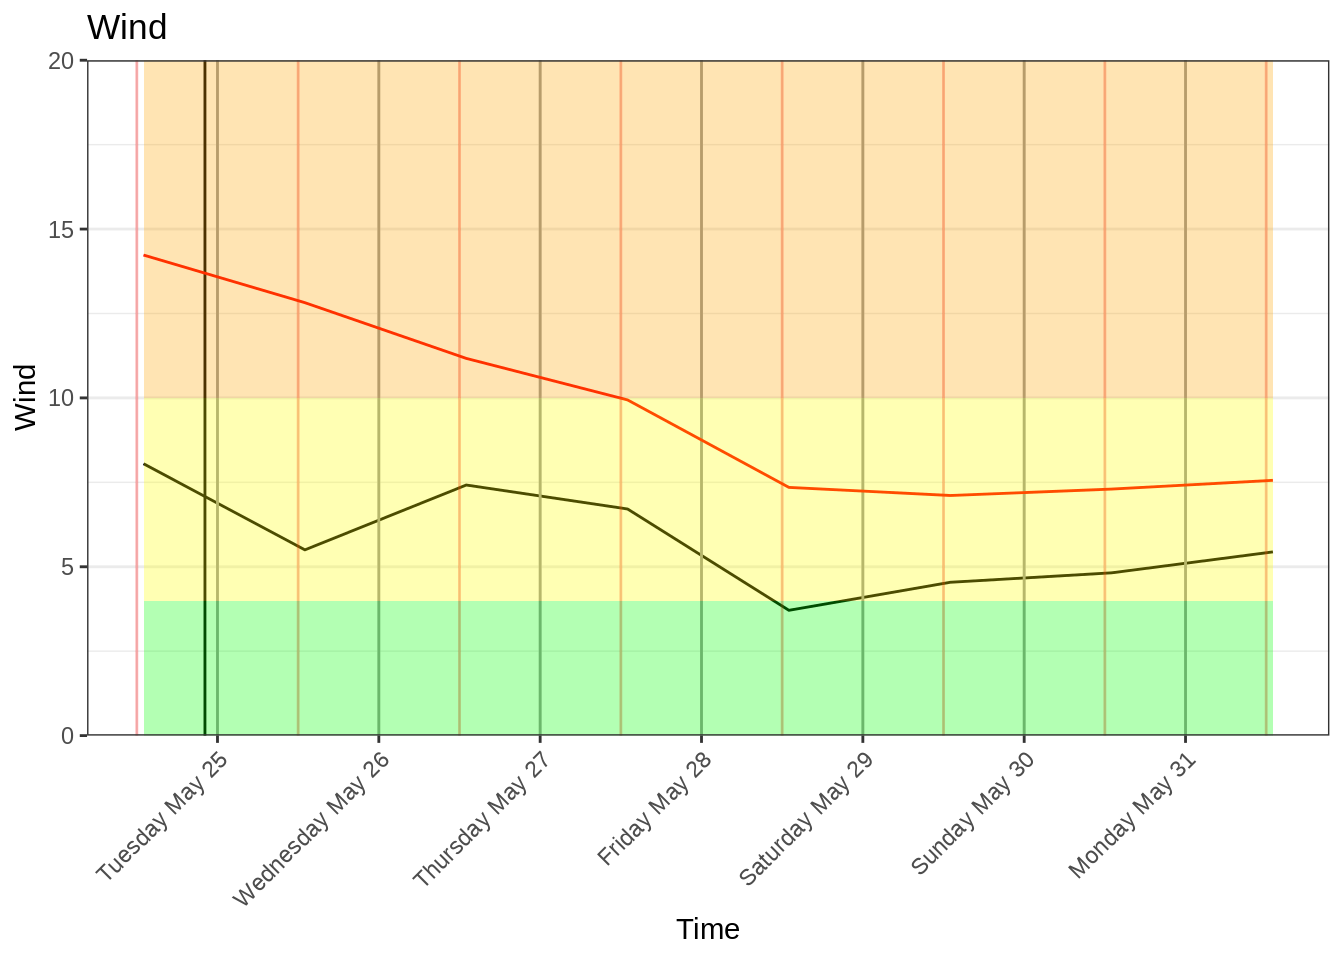 Wind
20
15
10
5
0
Wind
Tuesday May 25
Wednesday May 26
Thursday May 27
Friday May 28
Saturday May 29
Sunday May 30
Monday May 31
Time